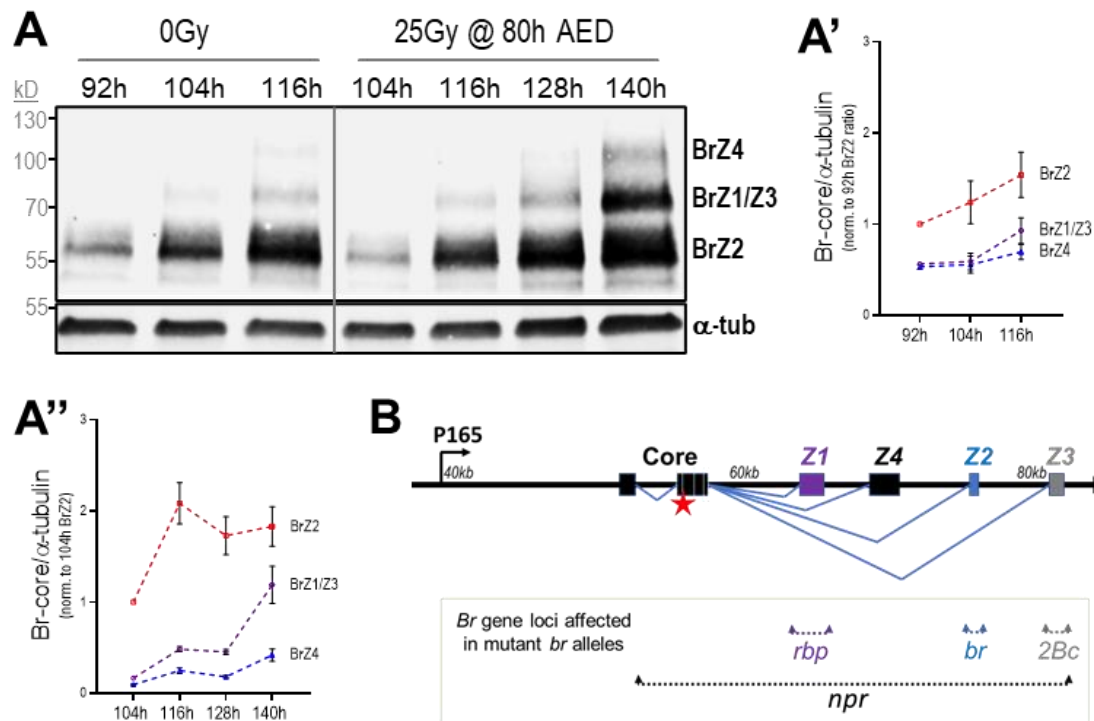 A
0Gy 25Gy @ 80h AED
kD 92h 104h 116h 104h 116h 128h 140h
130
100
70
55
55
BrZ4
BrZ1/Z3
BrZ2
α-tub
A'
Br-core/α-tubulin
(norm. to 92h BrZ2 ratio)
3
2
1
0
BrZ2
BrZ1/Z3
BrZ4
92h 104h 116h
A''
Br-core/α-tubulin
(norm. to 104h BrZ2)
3
2
1
0
BrZ2
BrZ1/Z3
BrZ4
104h 116h 128h 140h
B
P165
40kb
Core
60kb
Z1
Z4
Z2
80kb
Z3
Br gene loci affected
in mutant br alleles
rbp br 2Bc
npr